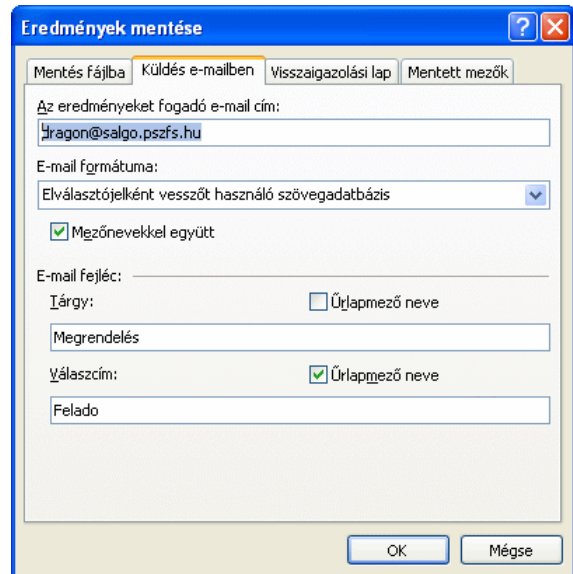 Eredmények mentése
Mentés fájlba Küldés e-mailben Visszaigazolási lap Mentett mezők
Az eredményeket fogadó e-mail cím:
dragon@salgo.pszfs.hu
E-mail formátuma:
Elválasztójelként vesszőt használó szövegadatbázis
Mezőnevekkel együtt
E-mail fejléc:
Tárgy: Űrlapmező neve
Megrendelés
Válaszcím: Űrlapmező neve
Felado
OK Mégse